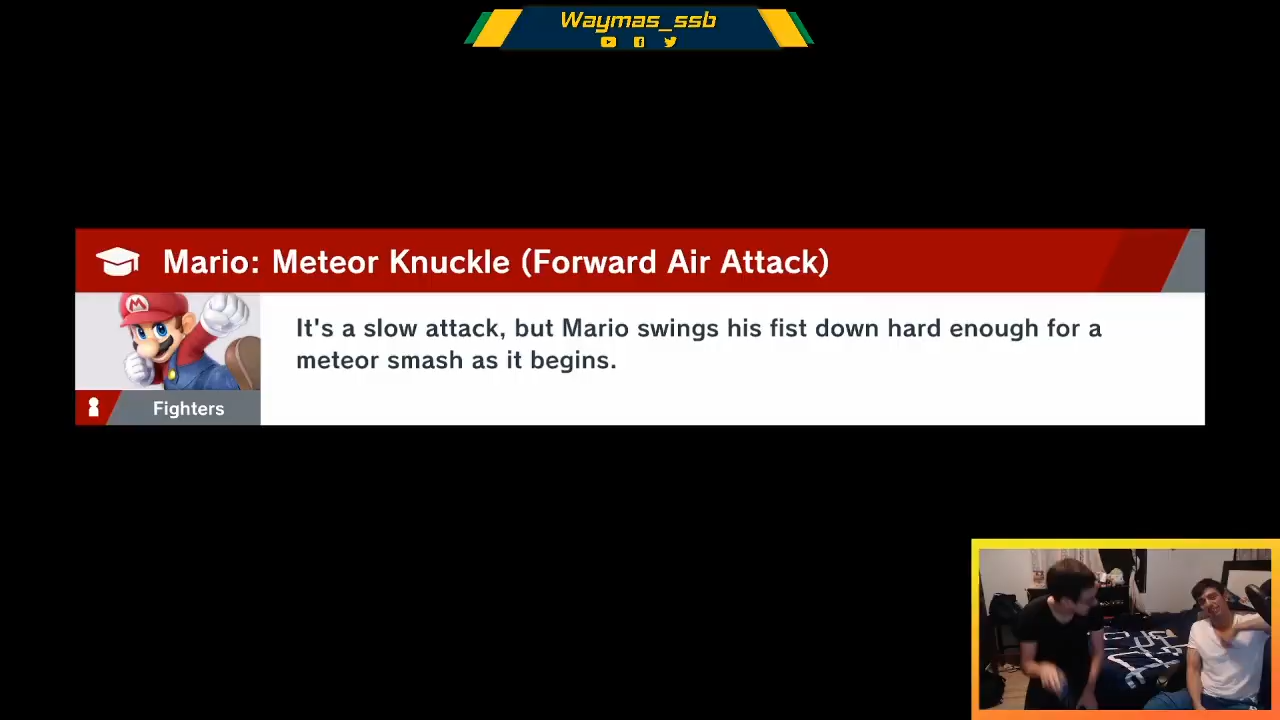 Waymas_ssb
Mario: Meteor Knuckle (Forward Air Attack)
It's a slow attack, but Mario swings his fist down hard enough for a
meteor smash as it begins.
Fighters